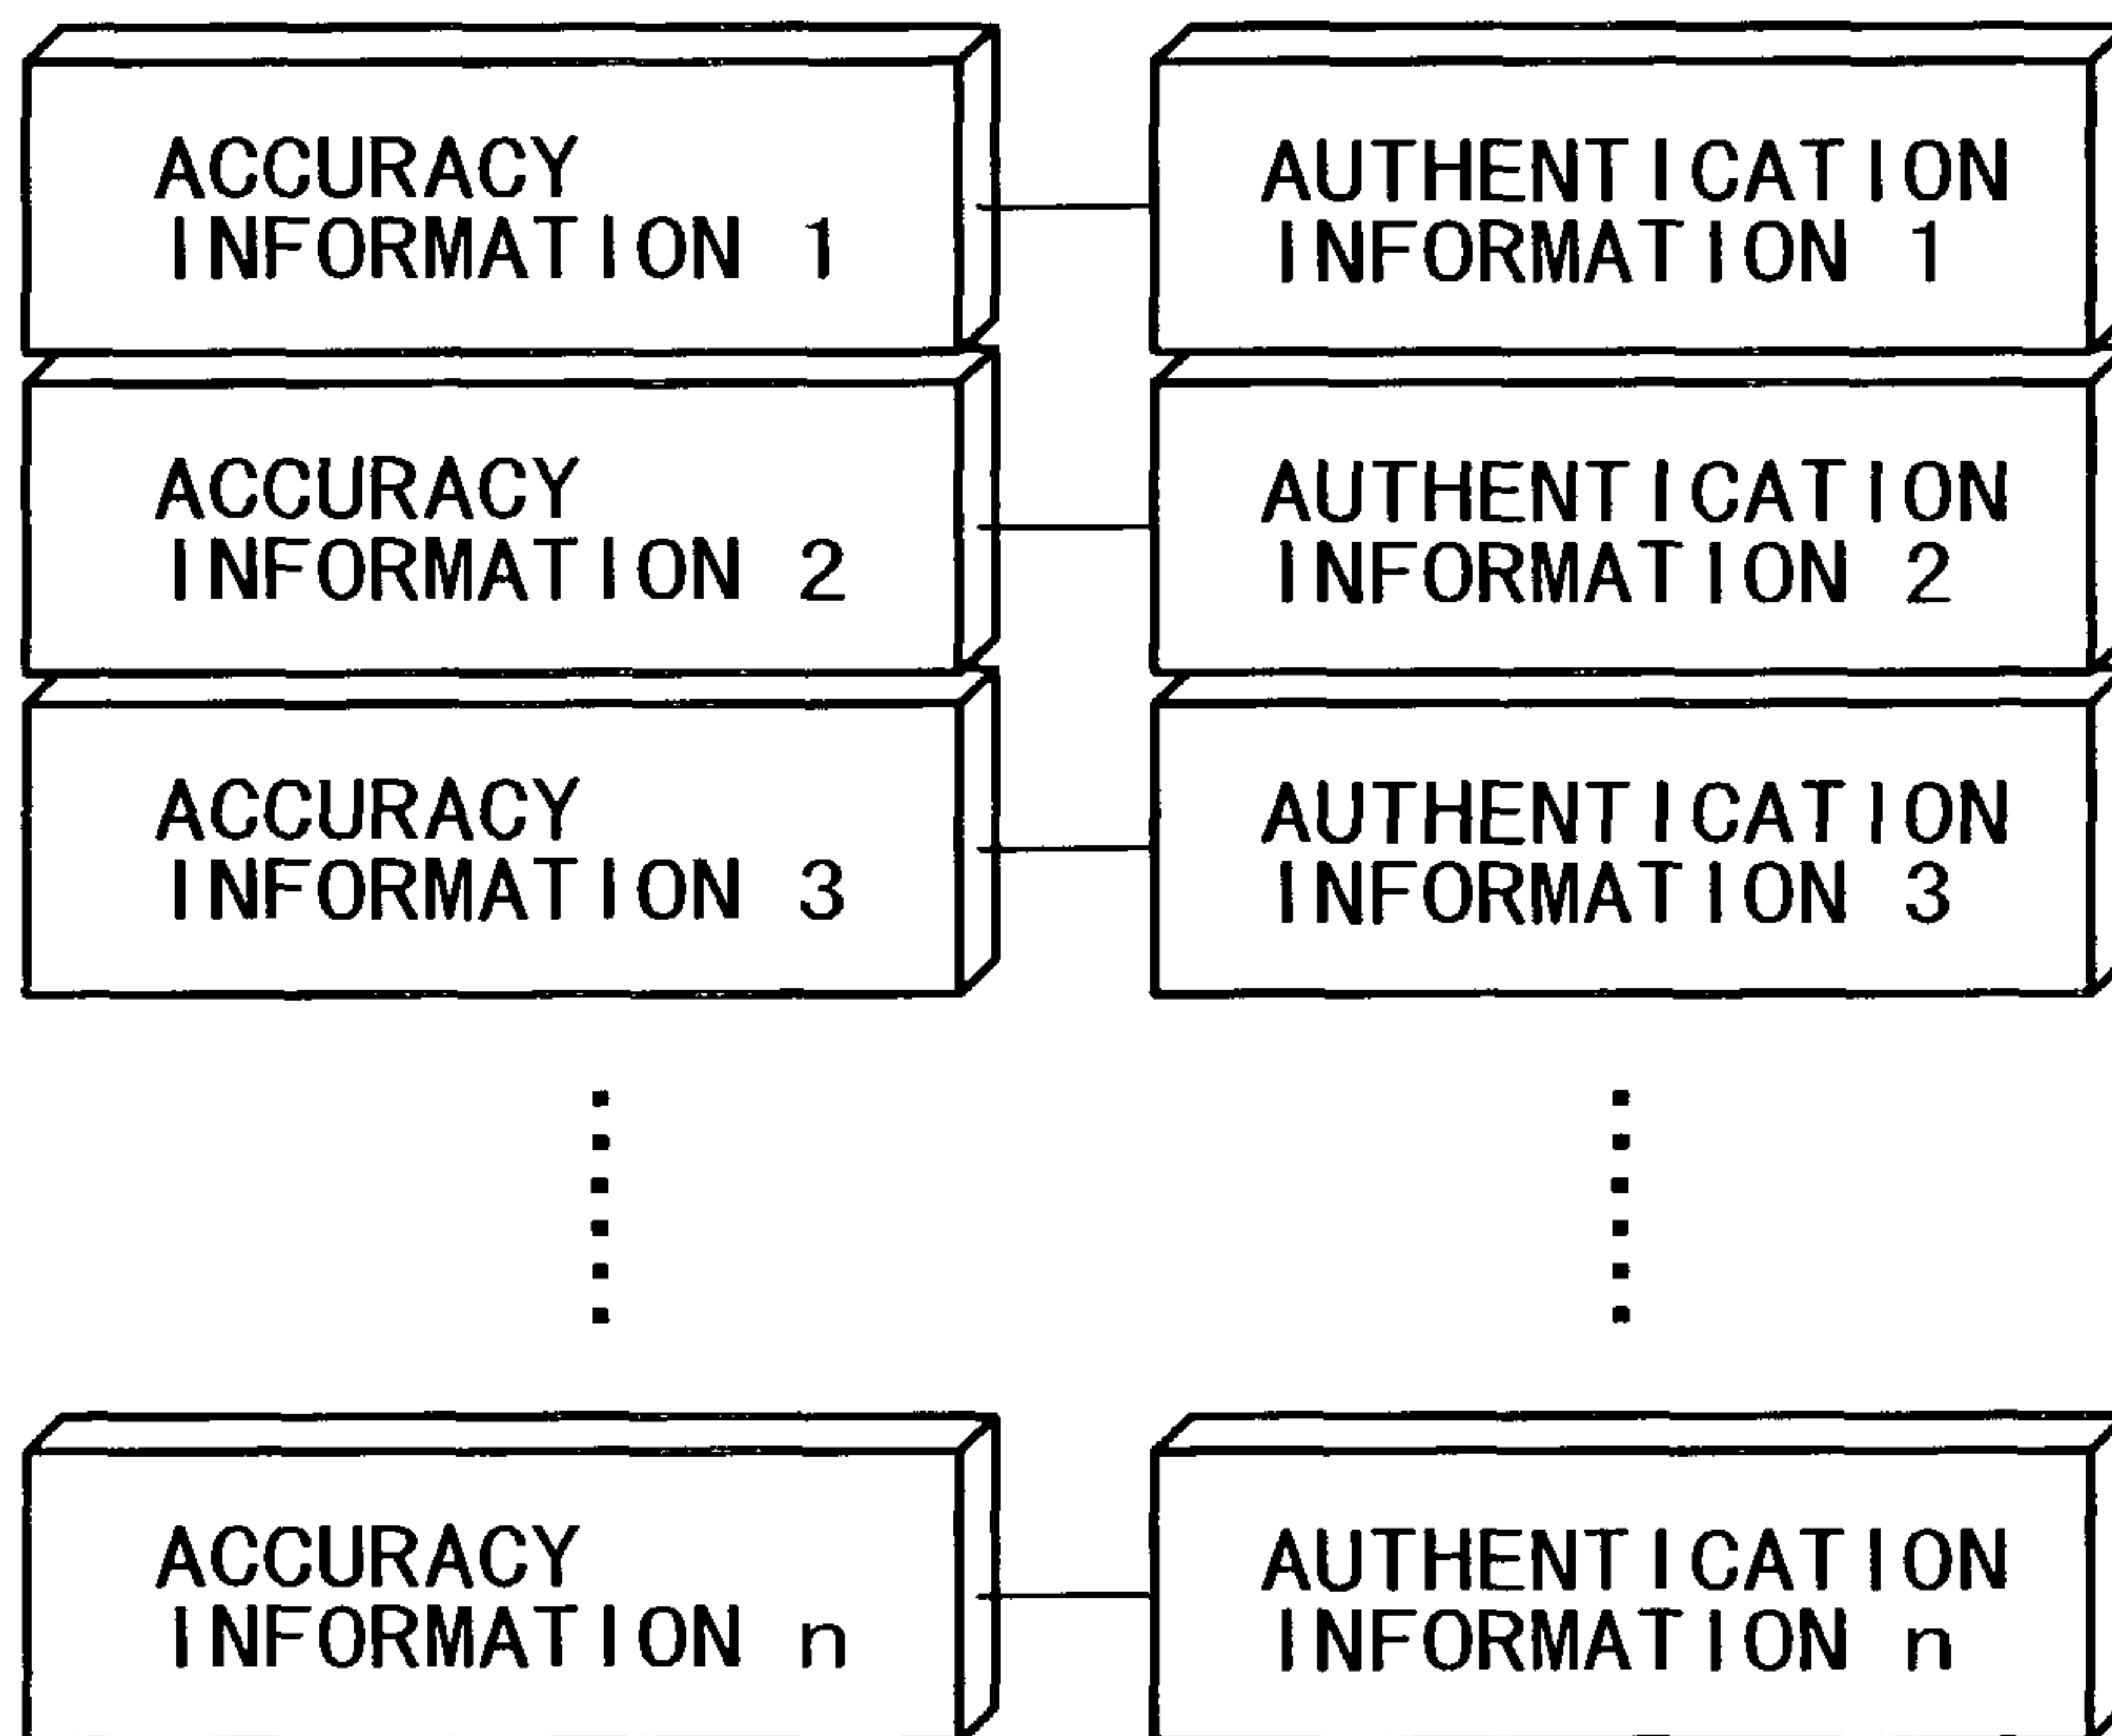 ACCURACY
INFORMATION 1
AUTHENTICATION
INFORMATION 1
ACCURACY
INFORMATION 2
AUTHENTICATION
INFORMATION 2
ACCURACY
INFORMATION 3
AUTHENTICATION
INFORMATION 3
ACCURACY
INFORMATION n
AUTHENTICATION
INFORMATION n